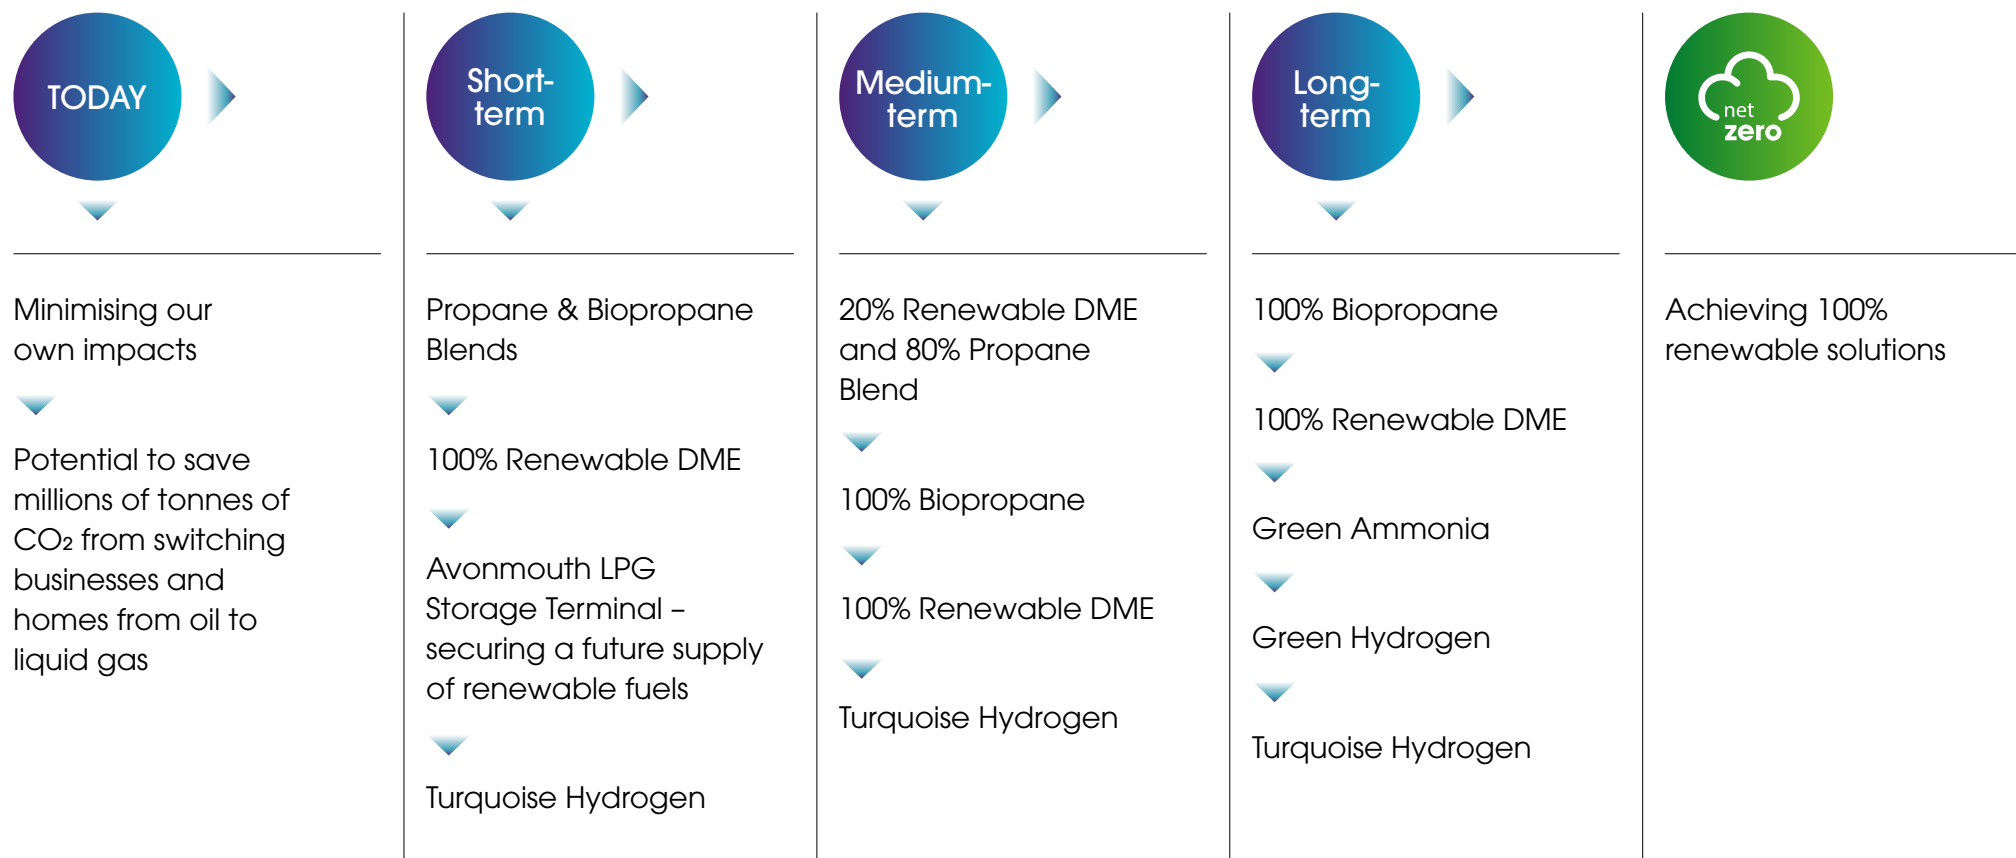 TODAY
Minimising our
own impacts
Potential to save
millions of tonnes of
CO₂ from switching
businesses and
homes from oil to
liquid gas
Short-
term
Propane & Biopropane
Blends
100% Renewable DME
Avonmouth LPG
Storage Terminal –
securing a future supply
of renewable fuels
Turquoise Hydrogen
Medium-
term
20% Renewable DME
and 80% Propane
Blend
100% Biopropane
100% Renewable DME
Turquoise Hydrogen
Long-
term
100% Biopropane
100% Renewable DME
Green Ammonia
Green Hydrogen
Turquoise Hydrogen
net
zero
Achieving 100%
renewable solutions